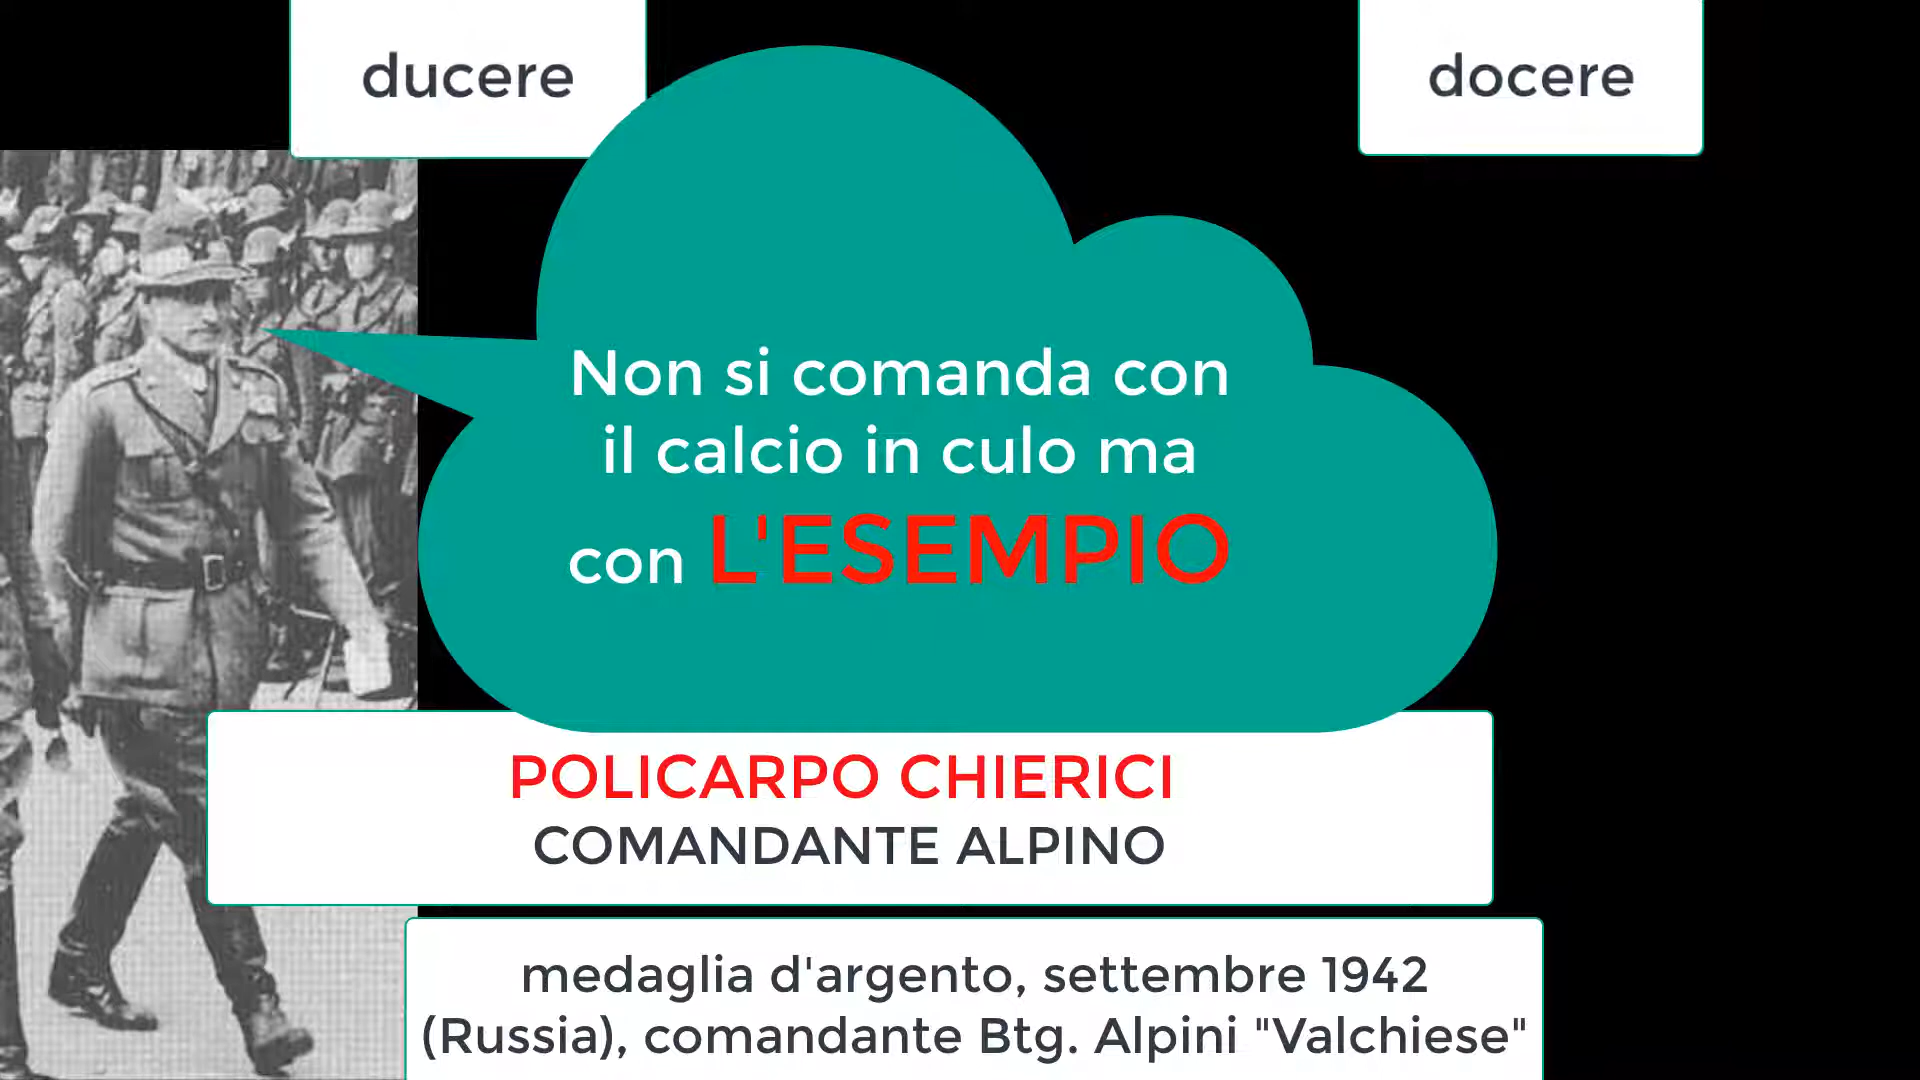 ducere
docere
Non si comanda con
il calcio in culo ma
con L'ESEMPIO
POLICARPO CHIERICI
COMANDANTE ALPINO
medaglia d'argento, settembre 1942
(Russia), comandante Btg. Alpini "Valchiese"